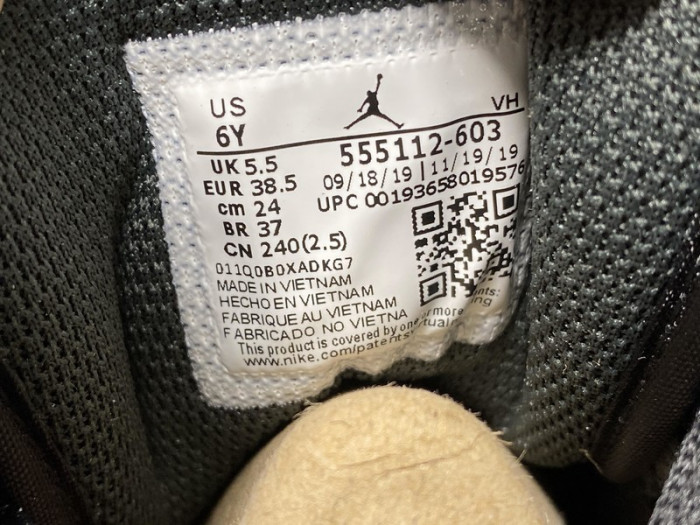 US VH
6Y
555112-603
UK 5.5
09/18/19 | 11/19/19
EUR 38.5
UPC 00193658019576
cm 24
BR 37
CN 240(2.5)
011Q0B0XADKG7
MADE IN VIETNAM
HECHO EN VIETNAM
FABRIQUE AU VIETNAM
FABRICADO NO VIETNA
This product is covered by one or more
www.nike.com/patents